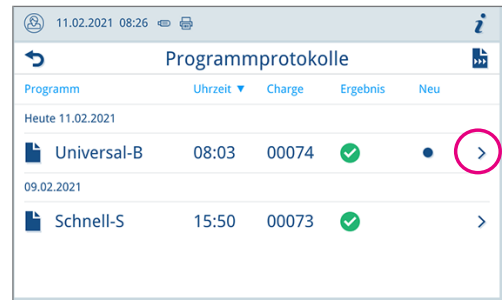 11.02.2021 08:26
i
Programmprotokolle
Programm Uhrzeit ▼ Charge Ergebnis Neu
Heute 11.02.2021
Universal-B 08:03 00074
09.02.2021
Schnell-S 15:50 00073